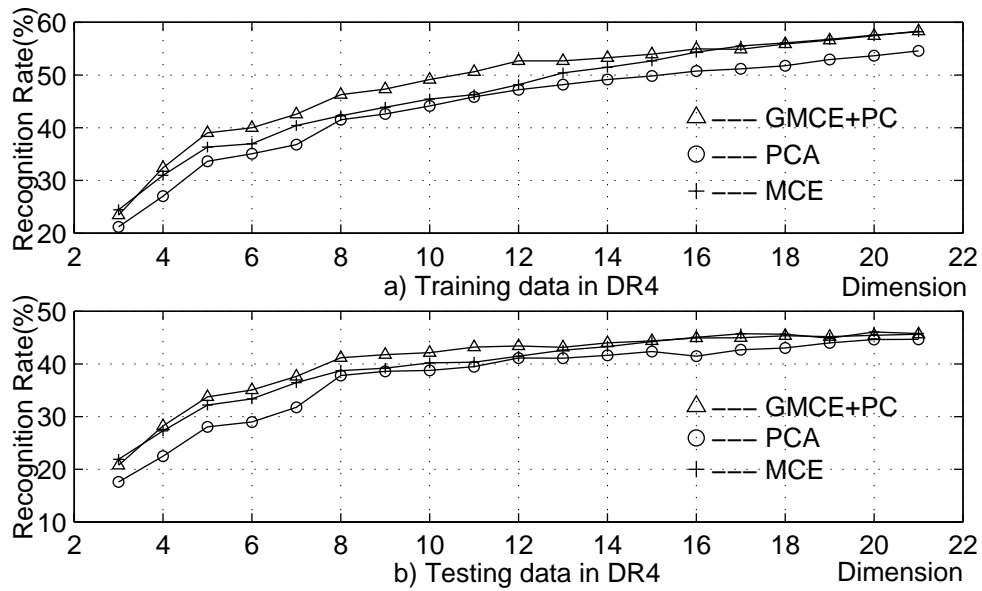 60
50
40
30
20
Recognition Rate(%)
GMCE+PC
PCA
MCE
2 4 6 8 10 12 14 16 18 20 22
a) Training data in DR4
Dimension
50
40
30
20
10
Recognition Rate(%)
GMCE+PC
PCA
MCE
2 4 6 8 10 12 14 16 18 20 22
b) Testing data in DR4
Dimension